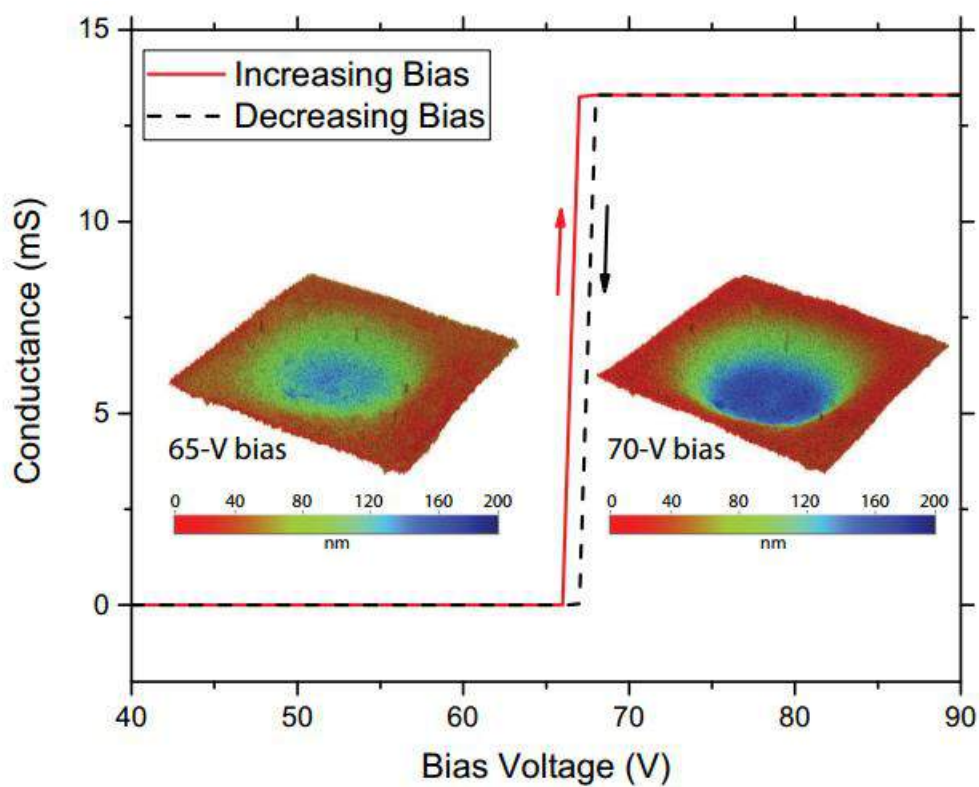 15
Increasing Bias
Decreasing Bias
10
Conductance (mS)
5
0
65-V bias
70-V bias
0 40 80 120 160 200
nm
0 40 80 120 160 200
nm
40 50 60 70 80 90
Bias Voltage (V)